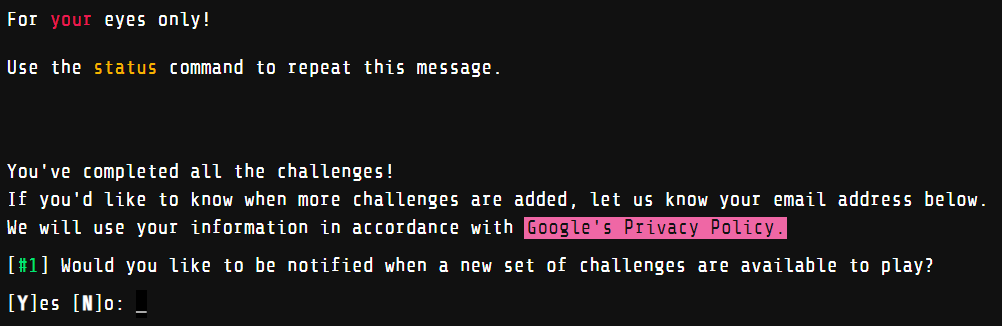 For your eyes only!
Use the status command to repeat this message.
You've completed all the challenges!
If you'd like to know when more challenges are added, let us know your email address below.
We will use your information in accordance with Google's Privacy Policy.
[#1] Would you like to be notified when a new set of challenges are available to play?
[Y]es [N]o: _